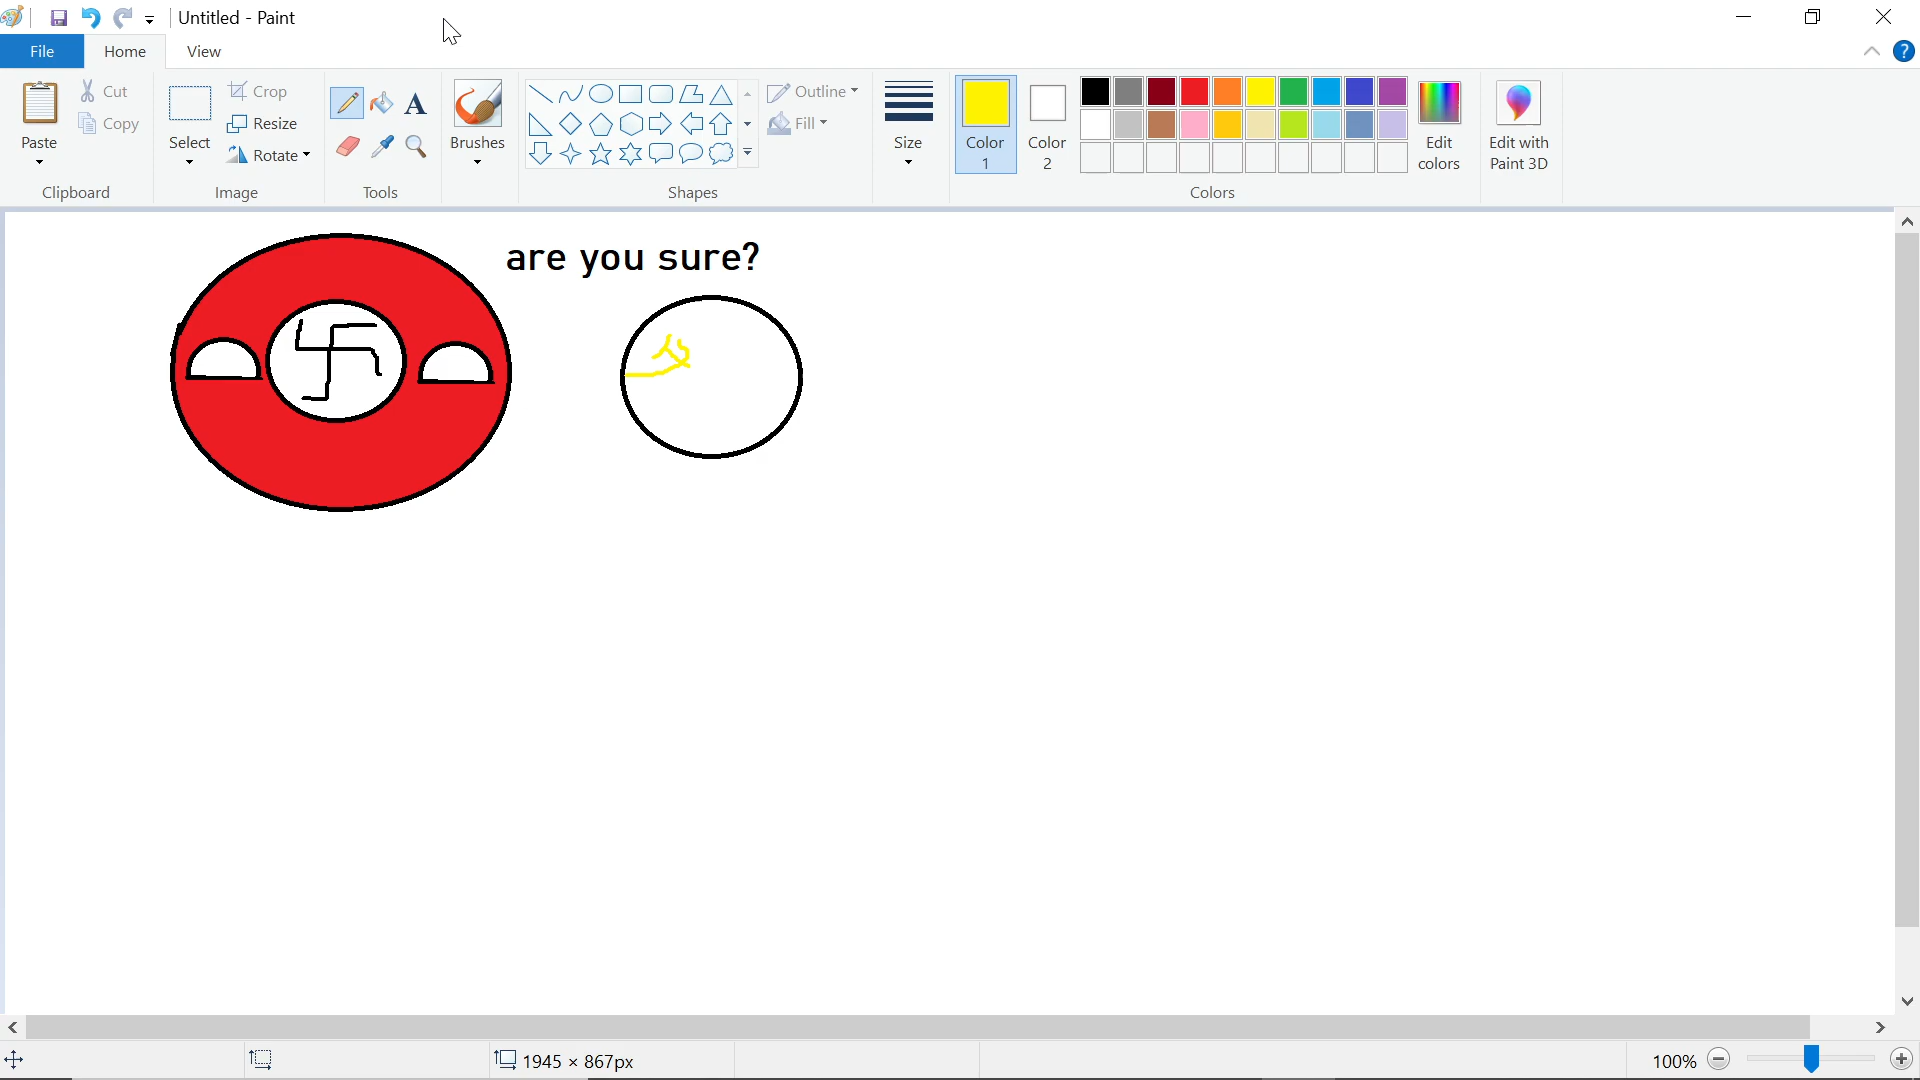 Untitled - Paint
File Home View
Paste
Cut
Copy
Clipboard
Select
Crop
Resize
Rotate
Image
A
Tools
Brushes
Shapes
Outline
Fill
Size
Color 1
Color 2
Colors
Edit colors
Edit with Paint 3D
are you sure?
1945 × 867px
100%